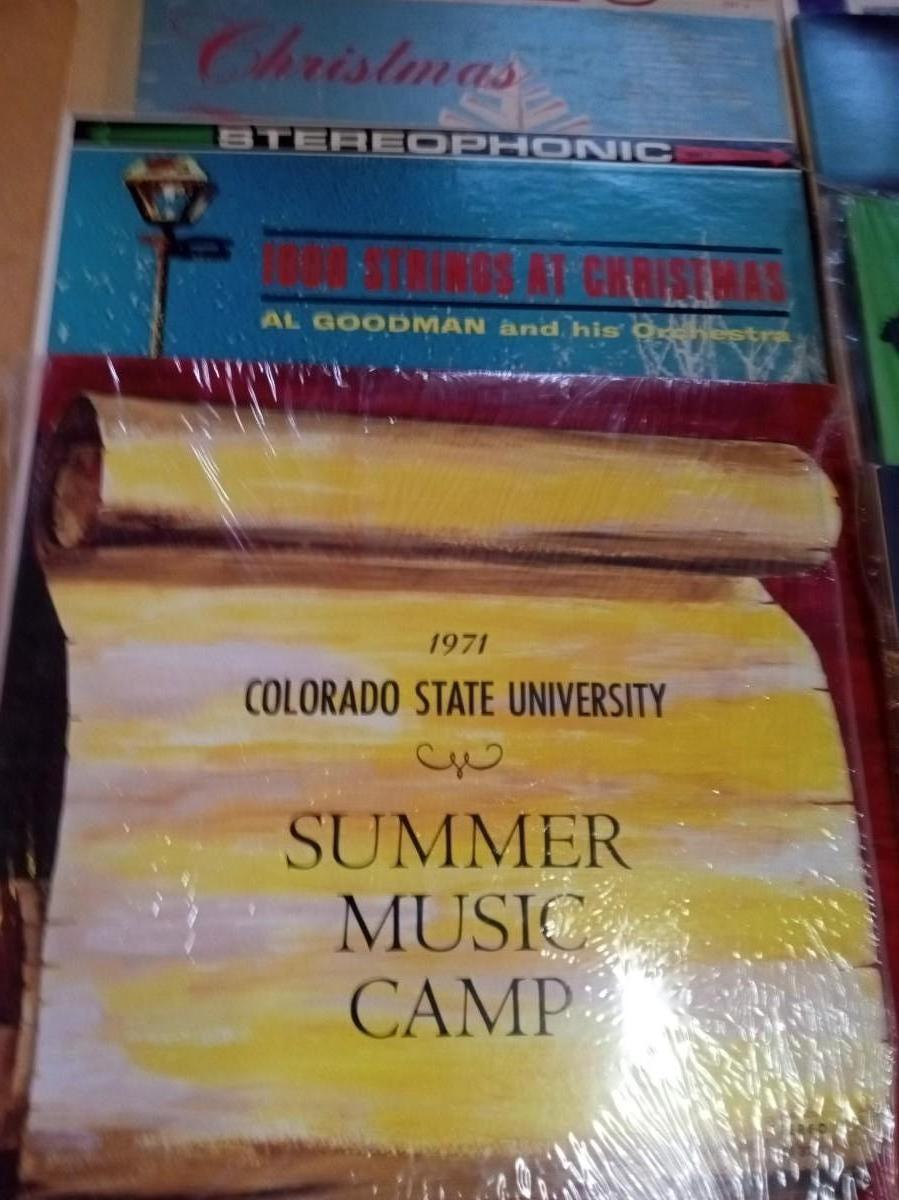 Christmas
STEREOPHONIC
1000 STRINGS AT CHRISTMAS
AL GOODMAN and his Orchestra
1971
COLORADO STATE UNIVERSITY
SUMMER
MUSIC
CAMP